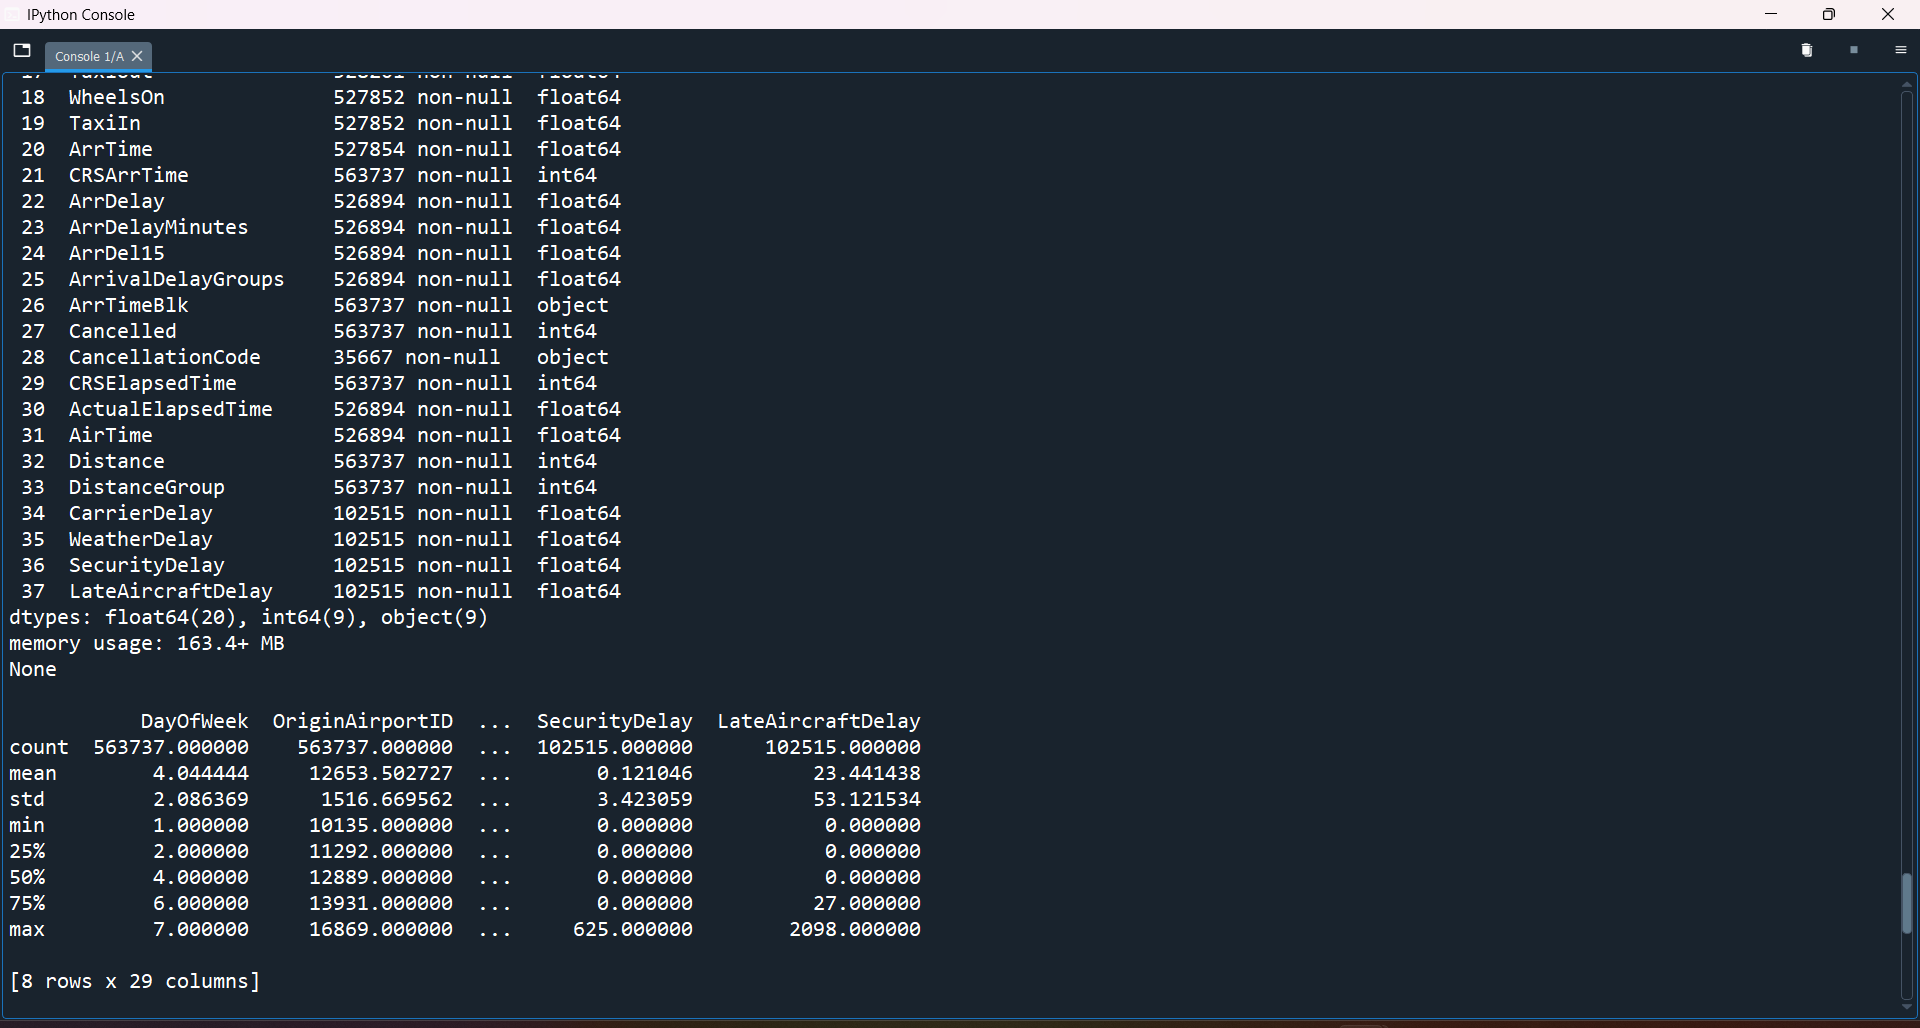 IPython Console
Console 1/A
18 WheelsOn 527852 non-null float64
19 TaxiIn 527852 non-null float64
20 ArrTime 527854 non-null float64
21 CRSArrTime 563737 non-null int64
22 ArrDelay 526894 non-null float64
23 ArrDelayMinutes 526894 non-null float64
24 ArrDel15 526894 non-null float64
25 ArrivalDelayGroups 526894 non-null float64
26 ArrTimeBlk 563737 non-null object
27 Cancelled 563737 non-null int64
28 CancellationCode 35667 non-null object
29 CRSElapsedTime 563737 non-null int64
30 ActualElapsedTime 526894 non-null float64
31 AirTime 526894 non-null float64
32 Distance 563737 non-null int64
33 DistanceGroup 563737 non-null int64
34 CarrierDelay 102515 non-null float64
35 WeatherDelay 102515 non-null float64
36 SecurityDelay 102515 non-null float64
37 LateAircraftDelay 102515 non-null float64
dtypes: float64(20), int64(9), object(9)
memory usage: 163.4+ MB
None
DayOfWeek OriginAirportID ... SecurityDelay LateAircraftDelay
count 563737.000000 563737.000000 ... 102515.000000 102515.000000
mean 4.044444 12653.502727 ... 0.121046 23.441438
std 2.086369 1516.669562 ... 3.423059 53.121534
min 1.000000 10135.000000 ... 0.000000 0.000000
25% 2.000000 11292.000000 ... 0.000000 0.000000
50% 4.000000 12889.000000 ... 0.000000 0.000000
75% 6.000000 13931.000000 ... 0.000000 27.000000
max 7.000000 16869.000000 ... 625.000000 2098.000000
[8 rows x 29 columns]